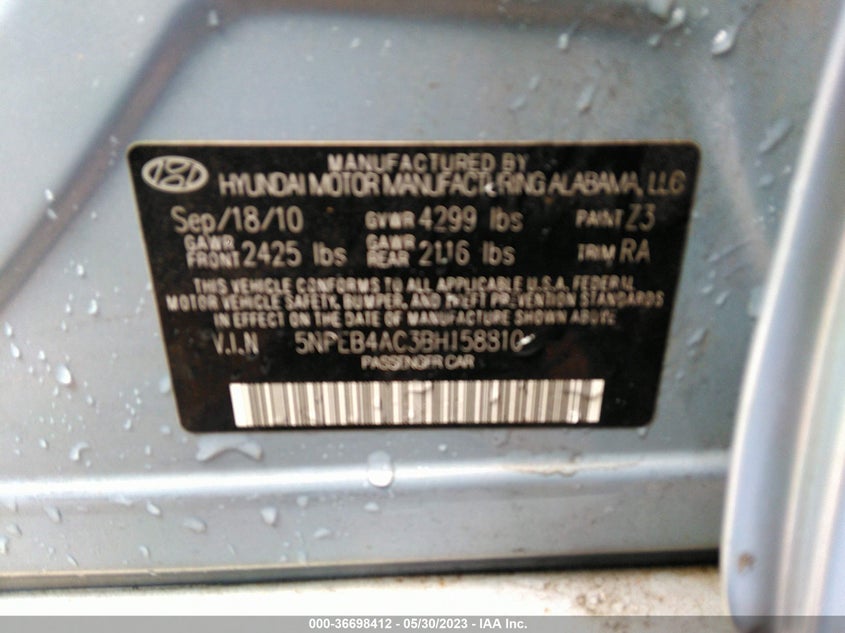 MANUFACTURED BY
HYUNDAI MOTOR MANUFACTURING ALABAMA, LLC
Sep/18/10 GVWR 4299 lbs PAINT Z3
GAWR FRONT 2425 lbs GAWR REAR 2116 lbs TRIM RA
THIS VEHICLE CONFORMS TO ALL APPLICABLE U.S.A. FEDERAL
MOTOR VEHICLE SAFETY, BUMPER, AND THEFT PREVENTION STANDARDS
IN EFFECT ON THE DATE OF MANUFACTURE SHOWN ABOVE.
V.I.N 5NPEB4AC3BH158810
PASSENGER CAR
000-36698412 - 05/30/2023 - IAA Inc.